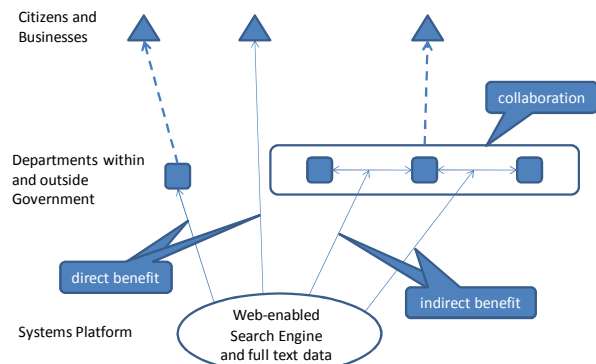 Citizens and
Businesses
collaboration
Departments within
and outside
Government
direct benefit
indirect benefit
Web-enabled
Search Engine
and full text data
Systems Platform